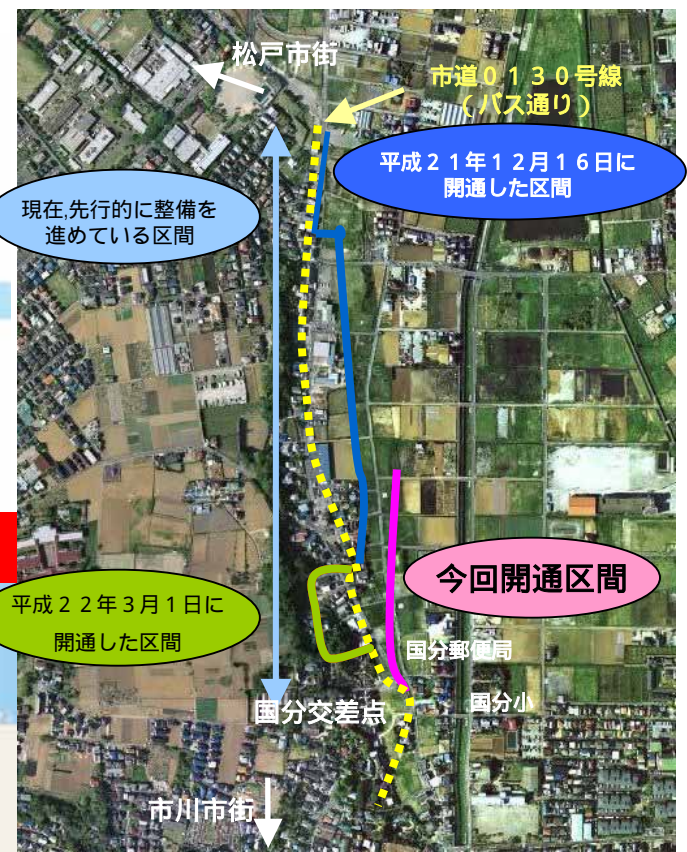 松戸市街
市道０１３０号線
（バス通り）
平成２１年１２月１６日に
開通した区間
現在,先行的に整備を
進めている区間
今回開通区間
平成２２年３月１日に
開通した区間
国分郵便局
国分小
国分交差点
市川市街